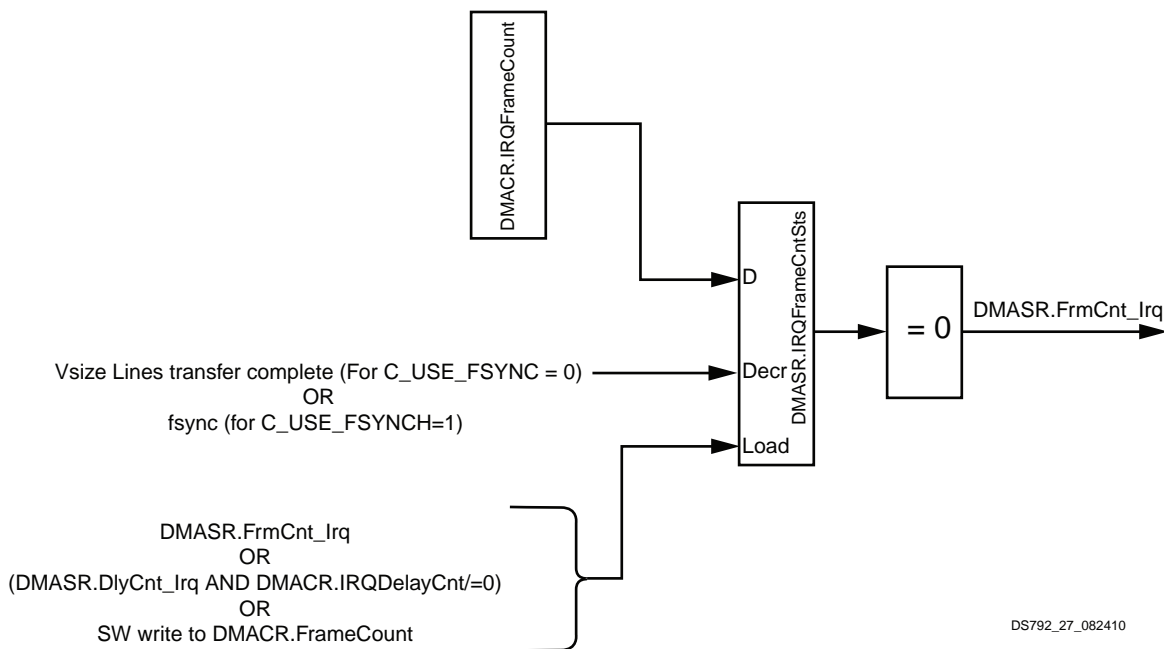 DMACR.IRQFrameCount
D
DMASR.IRQFrameCntSts
= 0
DMASR.FrmCnt_Irq
Vsize Lines transfer complete (For C_USE_FSYNC = 0)
OR
fsync (for C_USE_FSYNCH=1)
Decr
Load
DMASR.FrmCnt_Irq
OR
(DMASR.DlyCnt_Irq AND DMACR.IRQDelayCnt/=0)
OR
SW write to DMACR.FrameCount
DS792_27_082410